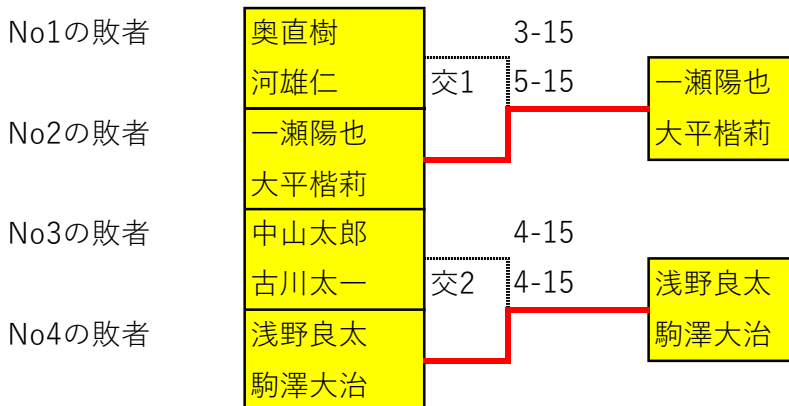 No1の敗者 奥直樹 3-15
河雄仁 交1 5-15 一瀬陽也
No2の敗者 一瀬陽也 大平楷莉
大平楷莉
No3の敗者 中山太郎 4-15
古川太一 交2 4-15 浅野良太
No4の敗者 浅野良太 駒澤大治
駒澤大治